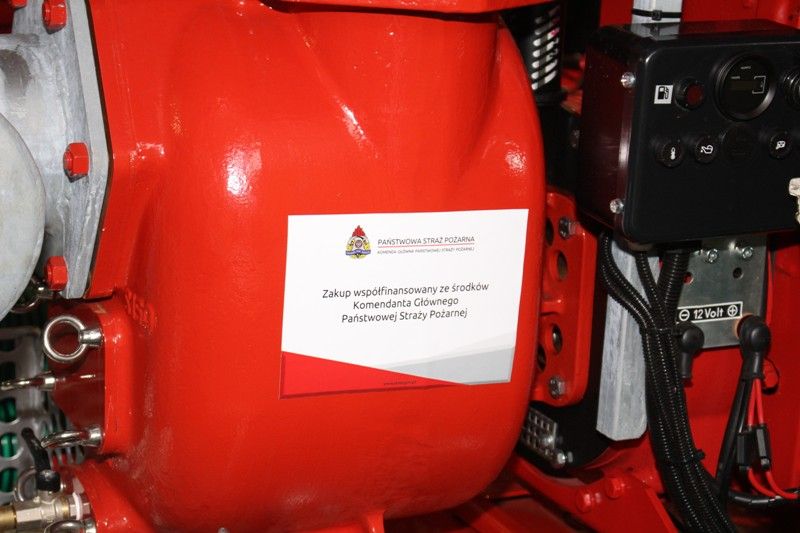 PAŃSTWOWA STRAŻ POŻARNA
KOMENDA GŁÓWNA PAŃSTWOWEJ STRAŻY POŻARNEJ
Zakup współfinansowany ze środków
Komendanta Głównego
Państwowej Straży Pożarnej
12 Volt